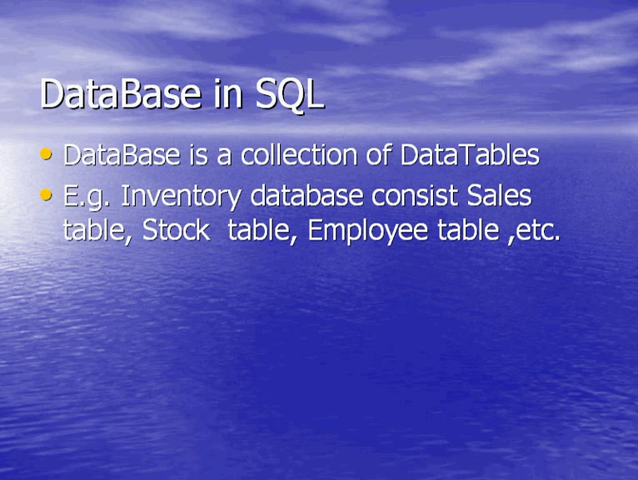 DataBase in SQL
DataBase is a collection of DataTables
E.g. Inventory database consist Sales
table, Stock  table, Employee table ,etc.